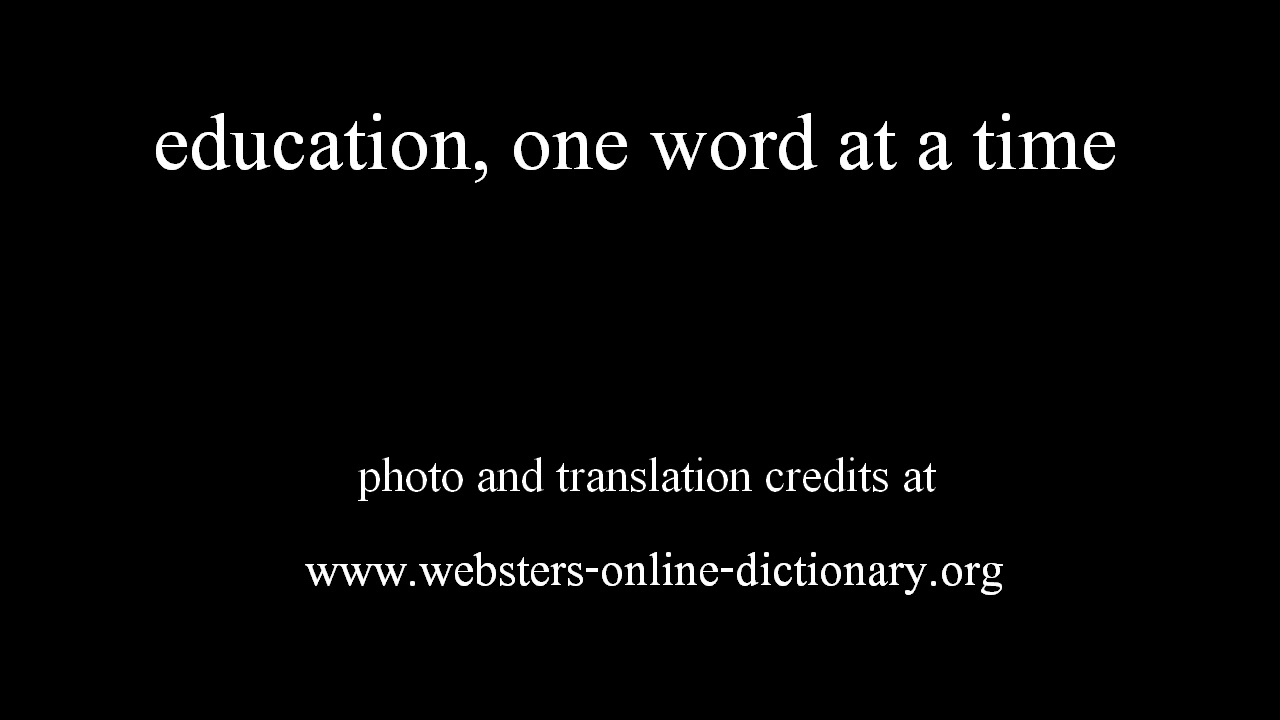 education, one word at a time
photo and translation credits at
www.websters-online-dictionary.org